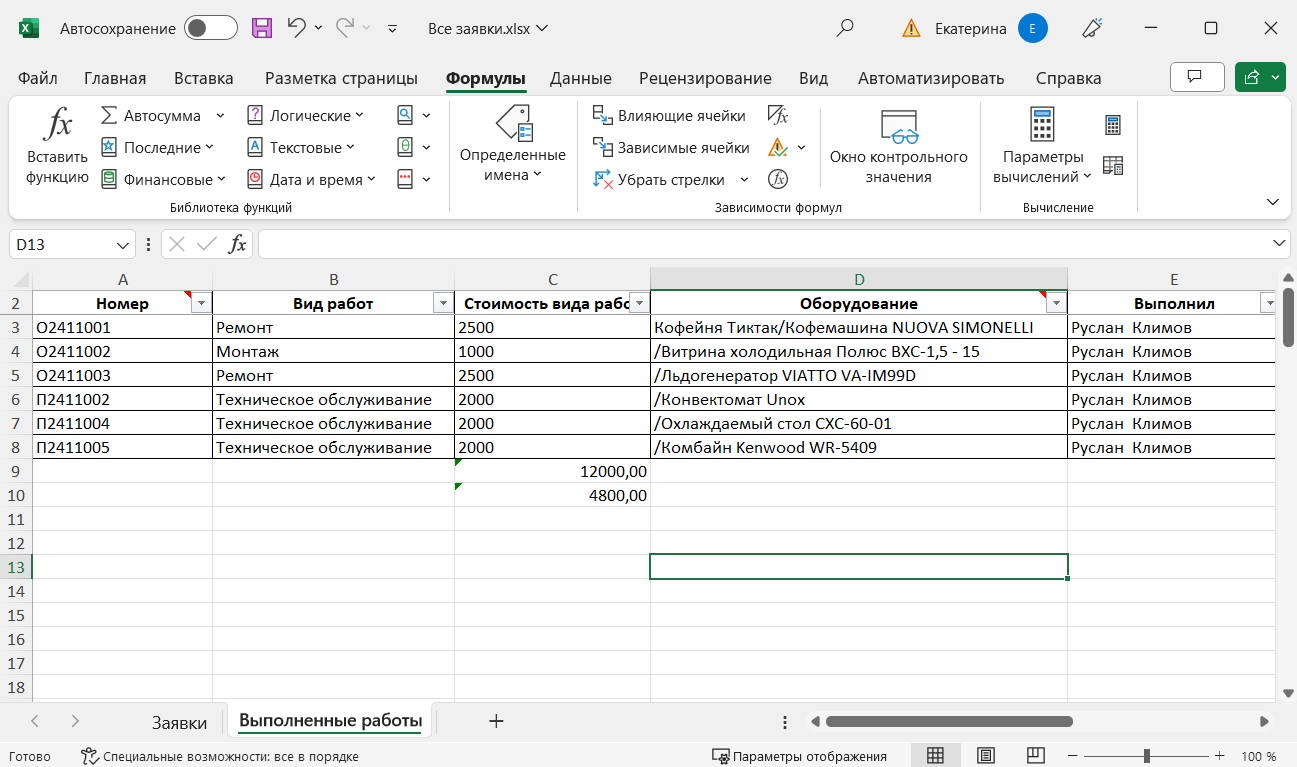 Автосохранение Все заявки.xlsx Екатерина E
Файл Главная Вставка Разметка страницы Формулы Данные Рецензирование Вид Автоматизировать Справка
Вставить функцию
Автосумма
Последние
Финансовые
Логические
Текстовые
Дата и время
Библиотека функций
Определенные имена
Влияющие ячейки
Зависимые ячейки
Убрать стрелки
Зависимости формул
Окно контрольного значения
Параметры вычислений
Вычисление
D13 fx
A B C D E
2 Номер Вид работ Стоимость вида рабо Оборудование Выполнил
3 О2411001 Ремонт 2500 Кофейня Тиктак/Кофемашина NUOVA SIMONELLI Руслан Климов
4 О2411002 Монтаж 1000 /Витрина холодильная Полюс ВХС-1,5 - 15 Руслан Климов
5 О2411003 Ремонт 2500 /Льдогенератор VIATTO VA-IM99D Руслан Климов
6 П2411002 Техническое обслуживание 2000 /Конвектомат Unox Руслан Климов
7 П2411004 Техническое обслуживание 2000 /Охлаждаемый стол СХС-60-01 Руслан Климов
8 П2411005 Техническое обслуживание 2000 /Комбайн Kenwood WR-5409 Руслан Климов
9 12000,00
10 4800,00
11
12
13
14
15
16
17
18
Заявки Выполненные работы
Готово Специальные возможности: все в порядке Параметры отображения 100 %